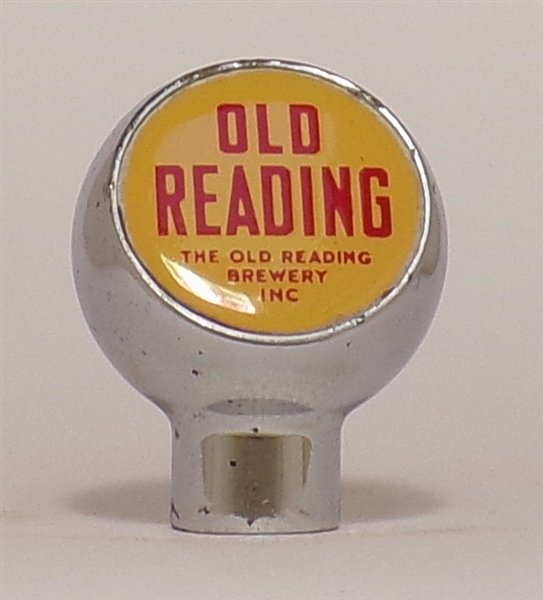 OLD
READING
THE OLD READING
BREWERY
INC